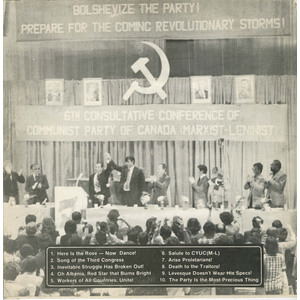 BOLSHEVIZE THE PARTY!
PREPARE FOR THE COMING REVOLUTIONARY STORMS!
6TH CONSULTATIVE CONFERENCE OF
COMMUNIST PARTY OF CANADA (MARXIST-LENINIST)
1. Here Is the Rose — Now Dance!
2. Song of the Third Congress
3. Inevitable Struggle Has Broken Out!
4. Oh Albania, Red Star that Burns Bright
5. Workers of All Countries, Unite!
6. Salute to CYUC(M-L)
7. Arise Proletarians!
8. Death to the Traitors!
9. Levesque Doesn't Wear His Specs!
10. The Party Is the Most Precious Thing